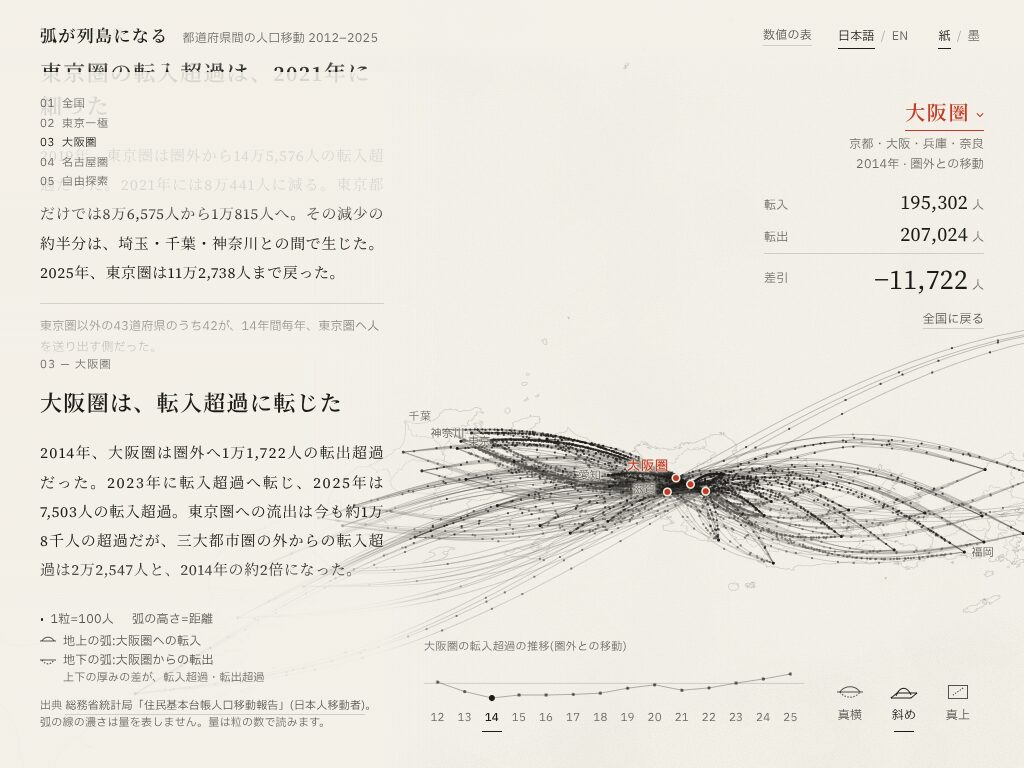 弧が列島になる 都道府県間の人口移動 2012–2025
数値の表 日本語 / EN 紙 / 墨
東京圏の転入超過は、2021年に
細った
01 全国
02 東京一極
03 大阪圏
04 名古屋圏
05 自由探索
東京圏は圏外から14万5,576人の転入超
2021年には8万441人に減る。東京都
だけでは8万6,575人から1万815人へ。その減少の
約半分は、埼玉・千葉・神奈川との間で生じた。
2025年、東京圏は11万2,738人まで戻った。
東京圏以外の43道府県のうち42が、14年間毎年、東京圏へ人
を送り出す側だった。
03 — 大阪圏
大阪圏は、転入超過に転じた
2014年、大阪圏は圏外へ1万1,722人の転出超過
だった。2023年に転入超過へ転じ、2025年は
7,503人の転入超過。東京圏への流出は今も約1万
8千人の超過だが、三大都市圏の外からの転入超
過は2万2,547人と、2014年の約2倍になった。
1粒=100人 弧の高さ=距離
地上の弧:大阪圏への転入
地下の弧:大阪圏からの転出
上下の厚みの差が、転入超過・転出超過
出典 総務省統計局「住民基本台帳人口移動報告」(日本人移動者)。
弧の線の濃さは量を表しません。量は粒の数で読みます。
大阪圏
京都・大阪・兵庫・奈良
2014年 · 圏外との移動
転入 195,302 人
転出 207,024 人
差引 −11,722 人
全国に戻る
千葉
神奈川
東京
愛知
大阪圏
福岡
大阪圏の転入超過の推移(圏外との移動)
12 13 14 15 16 17 18 19 20 21 22 23 24 25
真横 斜め 真上